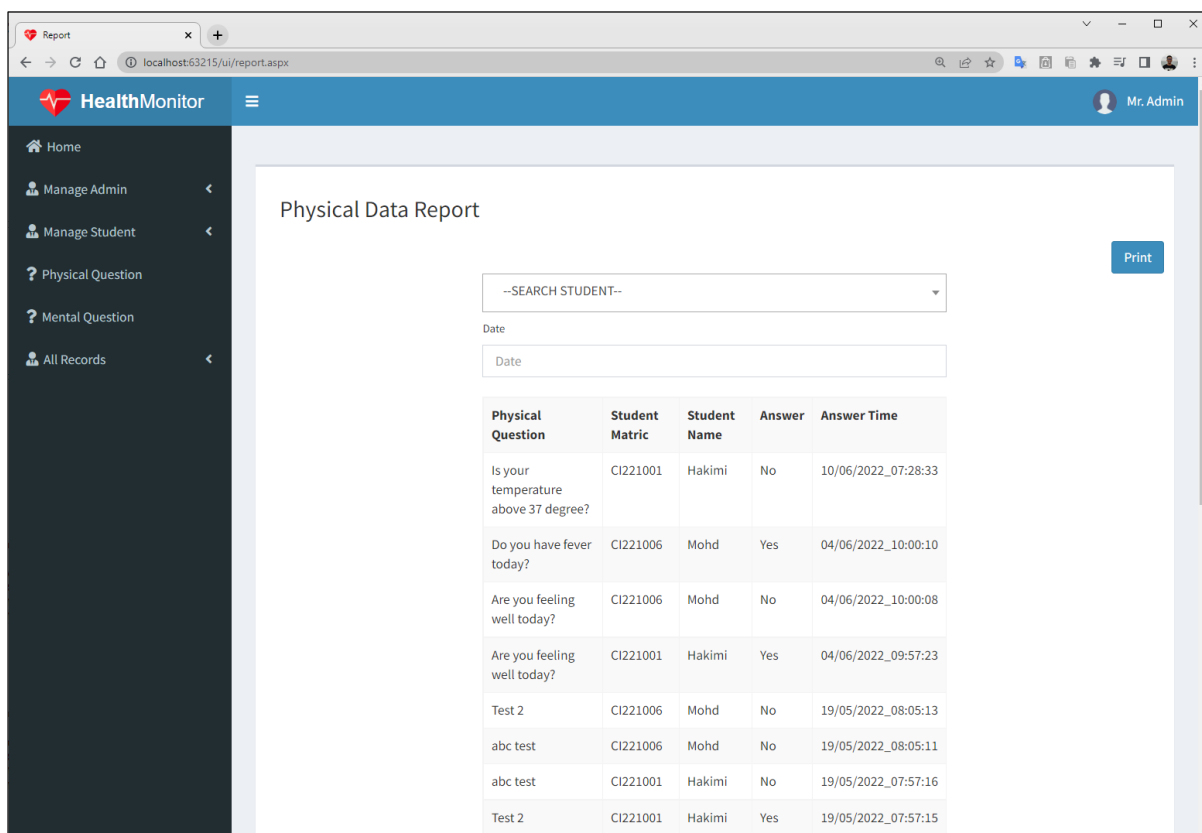 Report
localhost:63215/ui/report.aspx
HealthMonitor
Mr. Admin
Home
Manage Admin
Manage Student
Physical Question
Mental Question
All Records
Physical Data Report
Print
--SEARCH STUDENT--
Date
Date
Physical Question Student Matric Student Name Answer Answer Time
Is your temperature above 37 degree? CI221001 Hakimi No 10/06/2022_07:28:33
Do you have fever today? CI221006 Mohd Yes 04/06/2022_10:00:10
Are you feeling well today? CI221006 Mohd No 04/06/2022_10:00:08
Are you feeling well today? CI221001 Hakimi Yes 04/06/2022_09:57:23
Test 2 CI221006 Mohd No 19/05/2022_08:05:13
abc test CI221006 Mohd No 19/05/2022_08:05:11
abc test CI221001 Hakimi No 19/05/2022_07:57:16
Test 2 CI221001 Hakimi Yes 19/05/2022_07:57:15